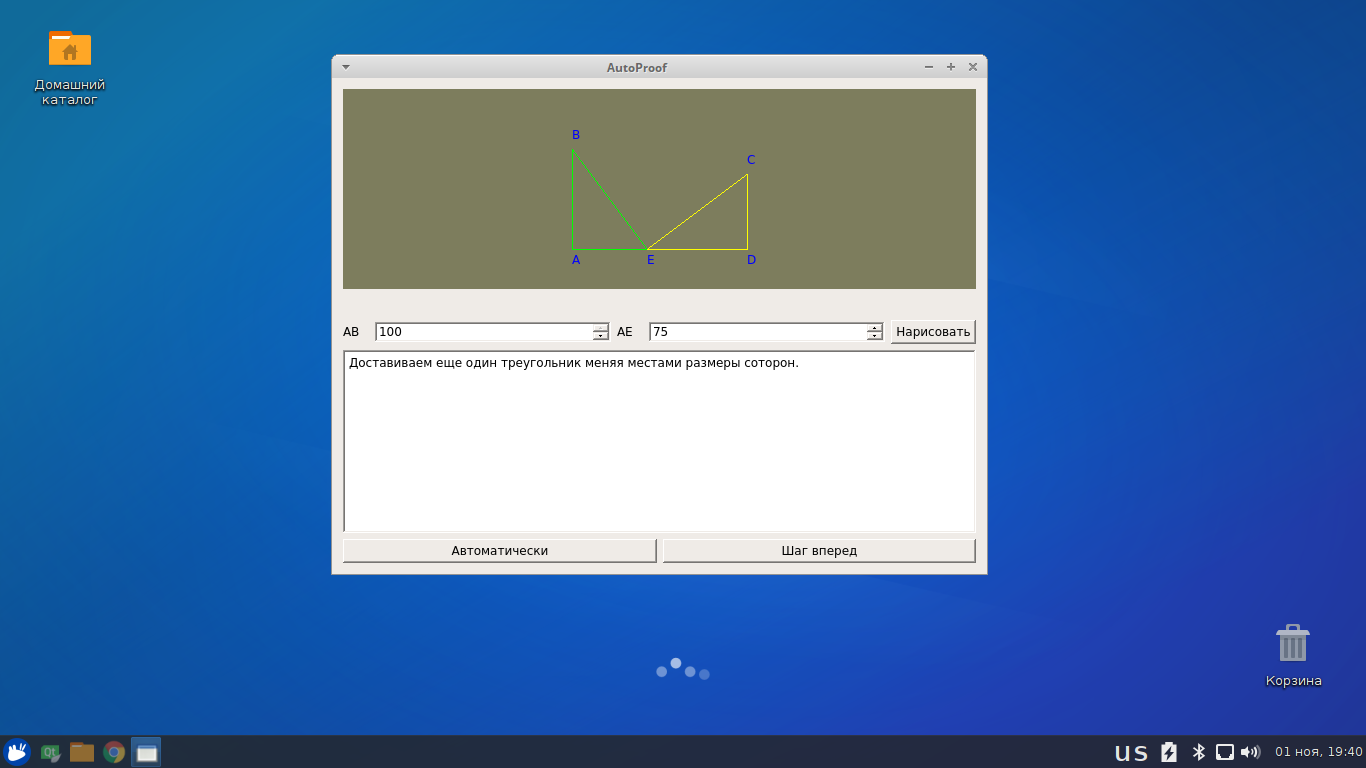 Домашний
каталог
AutoProof
B
C
A
E
D
AB
100
AE
75
Нарисовать
Доставиваем еще один треугольник меняя местами размеры соторон.
Автоматически
Шаг вперед
Корзина
Qt
us
01 ноя, 19:40